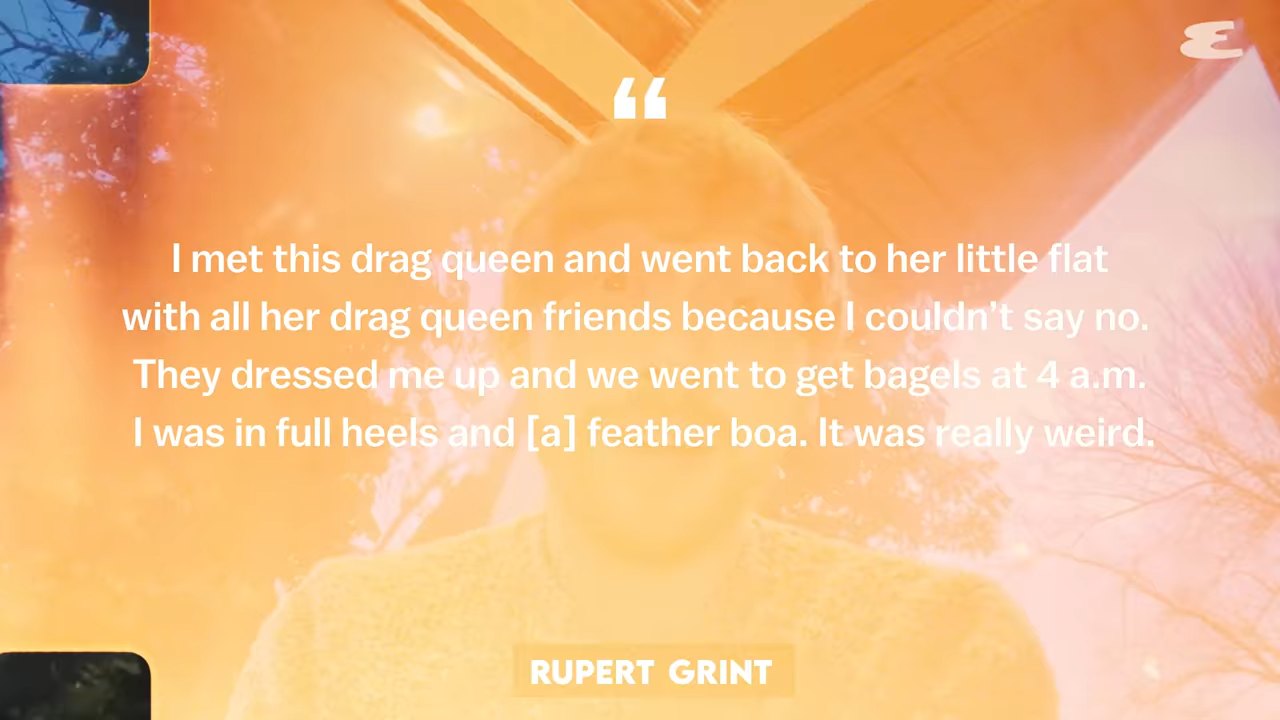 “
I met this drag queen and went back to her little flat
with all her drag queen friends because I couldn’t say no.
They dressed me up and we went to get bagels at 4 a.m.
I was in full heels and [a] feather boa. It was really weird.
RUPERT GRINT